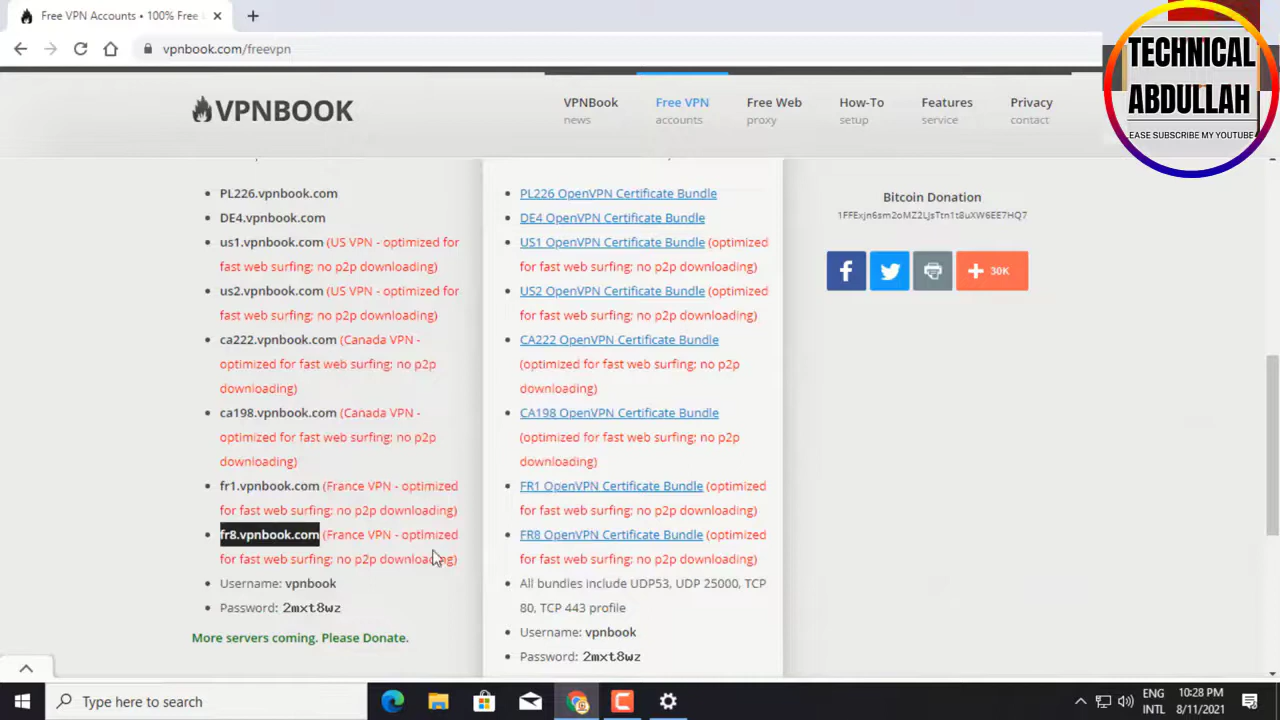 Free VPN Accounts • 100% Free
vpnbook.com/freevpn
TECHNICAL
ABDULLAH
EASE SUBSCRIBE MY YOUTUBE
VPNBOOK
VPNBook
news
Free VPN
accounts
Free Web
proxy
How-To
setup
Features
service
Privacy
contact
PL226.vpnbook.com
DE4.vpnbook.com
us1.vpnbook.com (US VPN - optimized for
fast web surfing; no p2p downloading)
us2.vpnbook.com (US VPN - optimized for
fast web surfing; no p2p downloading)
ca222.vpnbook.com (Canada VPN -
optimized for fast web surfing; no p2p
downloading)
ca198.vpnbook.com (Canada VPN -
optimized for fast web surfing; no p2p
downloading)
fr1.vpnbook.com (France VPN - optimized
for fast web surfing; no p2p downloading)
fr8.vpnbook.com (France VPN - optimized
for fast web surfing; no p2p downloading)
Username: vpnbook
Password: 2mxt8wz
More servers coming. Please Donate.
PL226 OpenVPN Certificate Bundle
DE4 OpenVPN Certificate Bundle
US1 OpenVPN Certificate Bundle (optimized
for fast web surfing; no p2p downloading)
US2 OpenVPN Certificate Bundle (optimized
for fast web surfing; no p2p downloading)
CA222 OpenVPN Certificate Bundle
(optimized for fast web surfing; no p2p
downloading)
CA198 OpenVPN Certificate Bundle
(optimized for fast web surfing; no p2p
downloading)
FR1 OpenVPN Certificate Bundle (optimized
for fast web surfing; no p2p downloading)
FR8 OpenVPN Certificate Bundle (optimized
for fast web surfing; no p2p downloading)
All bundles include UDP53, UDP 25000, TCP
80, TCP 443 profile
Username: vpnbook
Password: 2mxt8wz
Bitcoin Donation
30K
Type here to search
ENG
INTL
10:28 PM
8/11/2021